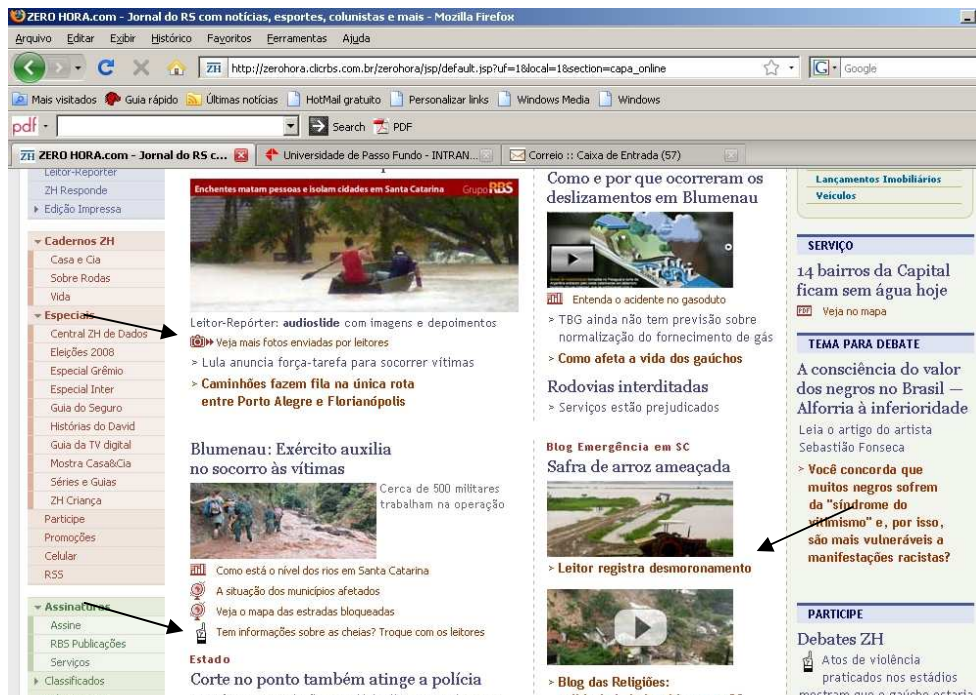 ZERO HORA.com - Jornal do RS com notícias, esportes, colunistas e mais - Mozilla Firefox
Arquivo Editar Exibir Histórico Favoritos Ferramentas Ajuda
ZH http://zerohora.clicrbs.com.br/zerohora/jsp/default.jsp?uf=1&local=1&section=capa_online
G Google
Mais visitados Guia rápido Últimas notícias HotMail gratuito Personalizar links Windows Media Windows
pdf Search PDF
ZH ZERO HORA.com - Jornal do RS c... Universidade de Passo Fundo - INTRAN... Correio :: Caixa de Entrada (57)
Leitor-Repórter
ZH Responde
Edição Impressa
Cadernos ZH
Casa e Cia
Sobre Rodas
Vida
Especiais
Central ZH de Dados
Eleições 2008
Especial Grêmio
Especial Inter
Guia do Seguro
Histórias do David
Guia da TV digital
Mostra Casa&Cia
Séries e Guias
ZH Criança
Participe
Promoções
Celular
RSS
Assinaturas
Assine
RBS Publicações
Serviços
Classificados
Enchentes matam pessoas e isolam cidades em Santa Catarina Grupo RBS
Leitor-Repórter: audioslide com imagens e depoimentos
Veja mais fotos enviadas por leitores
> Lula anuncia força-tarefa para socorrer vítimas
> Caminhões fazem fila na única rota
entre Porto Alegre e Florianópolis
Blumenau: Exército auxilia
no socorro às vítimas
Cerca de 500 militares
trabalham na operação
Como está o nível dos rios em Santa Catarina
A situação dos municípios afetados
Veja o mapa das estradas bloqueadas
Tem informações sobre as cheias? Troque com os leitores
Estado
Corte no ponto também atinge a polícia
Como e por que ocorreram os
deslizamentos em Blumenau
Entenda o acidente no gasoduto
> TBG ainda não tem previsão sobre
normalização do fornecimento de gás
> Como afeta a vida dos gaúchos
Rodovias interditadas
> Serviços estão prejudicados
Blog Emergência em SC
Safra de arroz ameaçada
> Leitor registra desmoronamento
> Blog das Religiões:
Lançamentos Imobiliários
Veículos
SERVIÇO
14 bairros da Capital
ficam sem água hoje
PDF Veja no mapa
TEMA PARA DEBATE
A consciência do valor
dos negros no Brasil —
Alforria à inferioridade
Leia o artigo do artista
Sebastião Fonseca
> Você concorda que
muitos negros sofrem
da "síndrome do
vitimismo" e, por isso,
são mais vulneráveis a
manifestações racistas?
PARTICIPE
Debates ZH
Atos de violência
praticados nos estádios
mostram que o gaúcho estaria